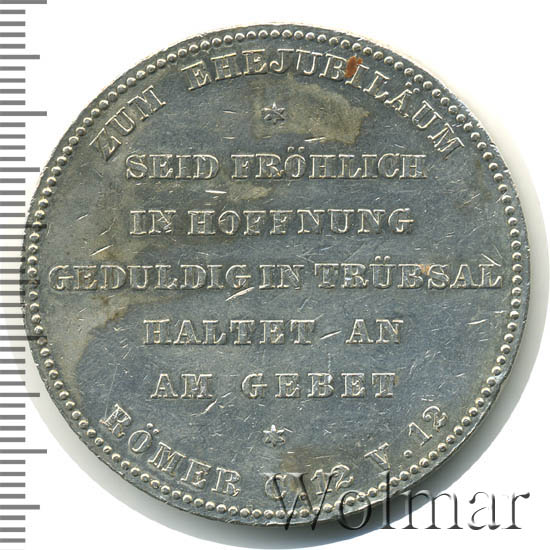 ZUM EHEJUBILÄUM
SEID FRÖHLICH
IN HOFFNUNG
GEDULDIG IN TRÜBSAL
HALTET AN
AM GEBET
RÖMER C. 12 V. 12
Wolmar